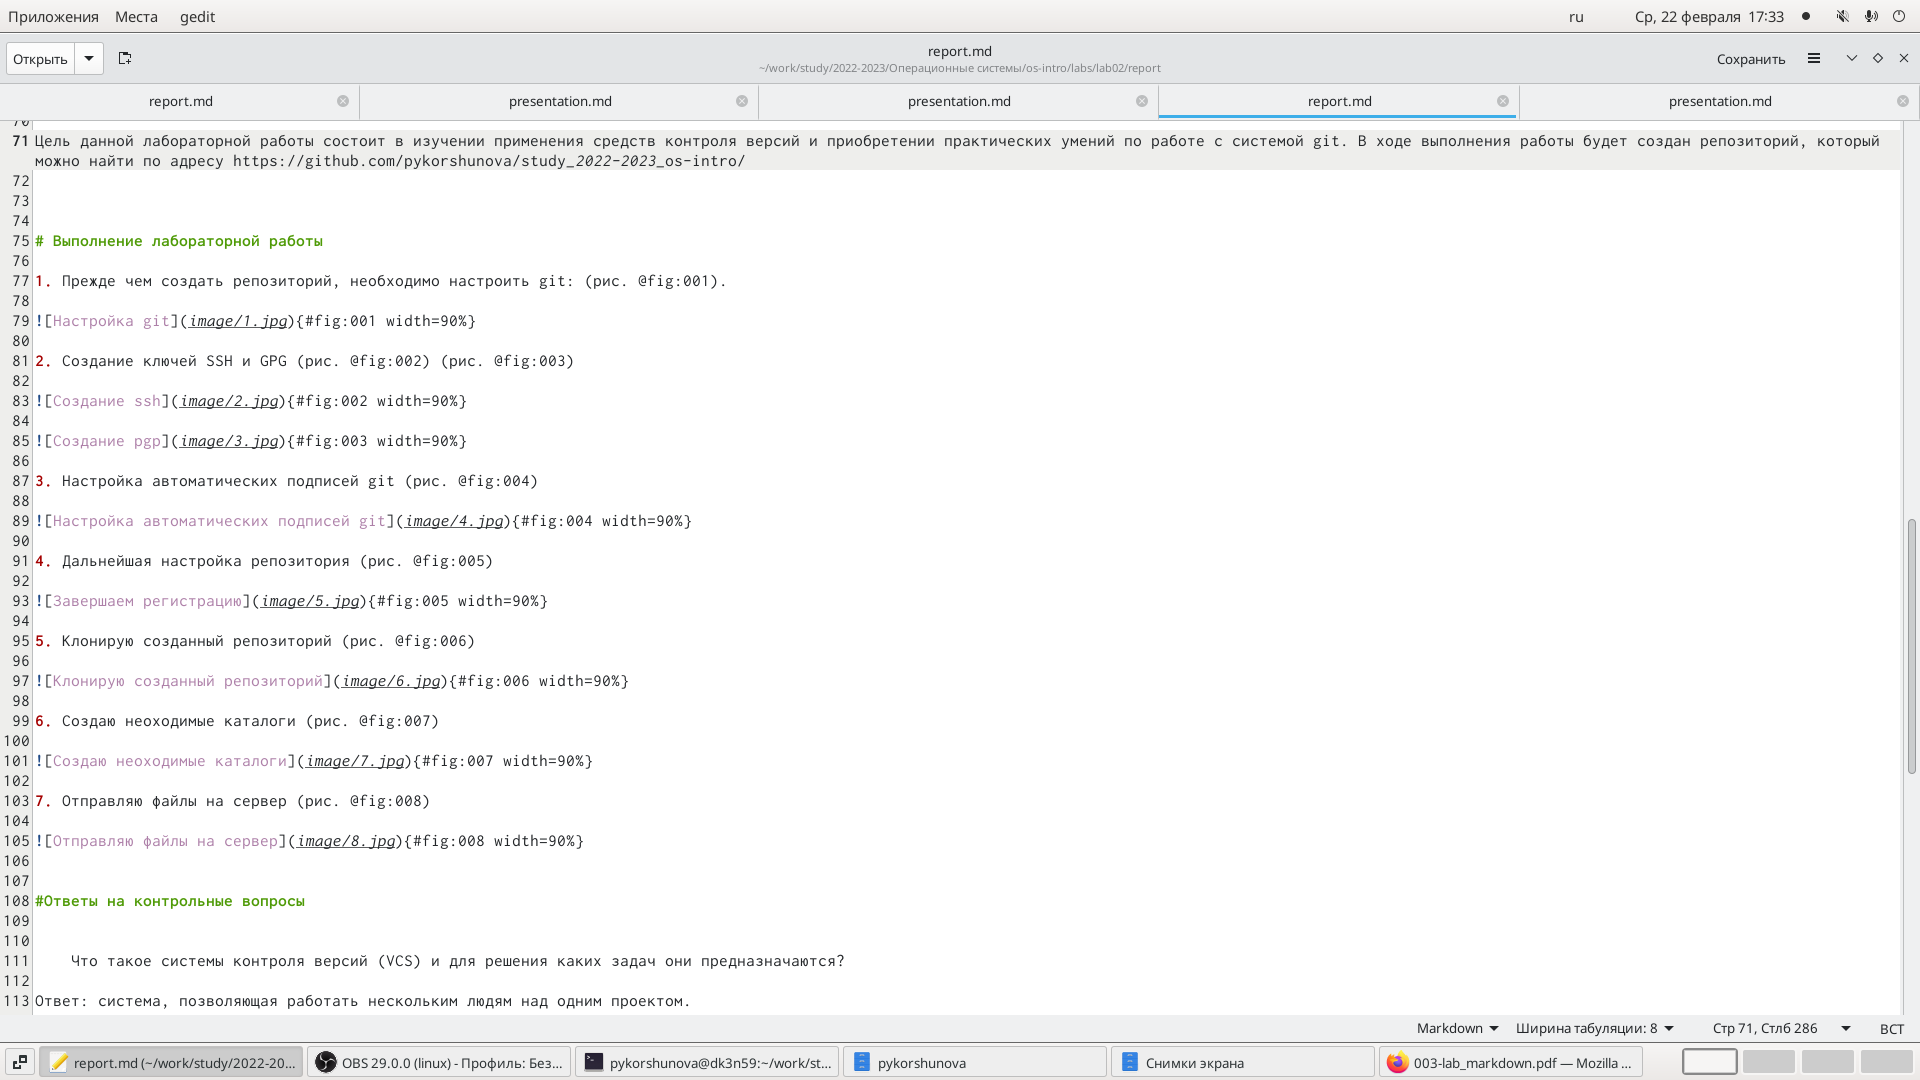 Приложения Места gedit ru Ср, 22 февраля 17:33
Открыть report.md Сохранить
~/work/study/2022-2023/Операционные системы/os-intro/labs/lab02/report
report.md presentation.md presentation.md report.md presentation.md
70
71 Цель данной лабораторной работы состоит в изучении применения средств контроля версий и приобретении практических умений по работе с системой git. В ходе выполнения работы будет создан репозиторий, который
можно найти по адресу https://github.com/pykorshunova/study_2022-2023_os-intro/
72
73
74
75 # Выполнение лабораторной работы
76
77 1. Прежде чем создать репозиторий, необходимо настроить git: (рис. @fig:001).
78
79 ![Настройка git](image/1.jpg){#fig:001 width=90%}
80
81 2. Создание ключей SSH и GPG (рис. @fig:002) (рис. @fig:003)
82
83 ![Создание ssh](image/2.jpg){#fig:002 width=90%}
84
85 ![Создание pgp](image/3.jpg){#fig:003 width=90%}
86
87 3. Настройка автоматических подписей git (рис. @fig:004)
88
89 ![Настройка автоматических подписей git](image/4.jpg){#fig:004 width=90%}
90
91 4. Дальнейшая настройка репозитория (рис. @fig:005)
92
93 ![Завершаем регистрацию](image/5.jpg){#fig:005 width=90%}
94
95 5. Клонирую созданный репозиторий (рис. @fig:006)
96
97 ![Клонирую созданный репозиторий](image/6.jpg){#fig:006 width=90%}
98
99 6. Создаю неоходимые каталоги (рис. @fig:007)
100
101 ![Создаю неоходимые каталоги](image/7.jpg){#fig:007 width=90%}
102
103 7. Отправляю файлы на сервер (рис. @fig:008)
104
105 ![Отправляю файлы на сервер](image/8.jpg){#fig:008 width=90%}
106
107
108 #Ответы на контрольные вопросы
109
110
111 Что такое системы контроля версий (VCS) и для решения каких задач они предназначаются?
112
113 Ответ: система, позволяющая работать нескольким людям над одним проектом.
Markdown Ширина табуляции: 8 Стр 71, Стлб 286 ВСТ
report.md (~/work/study/2022-20... OBS 29.0.0 (linux) - Профиль: Без... pykorshunova@dk3n59:~/work/st... pykorshunova Снимки экрана 003-lab_markdown.pdf — Mozilla ...